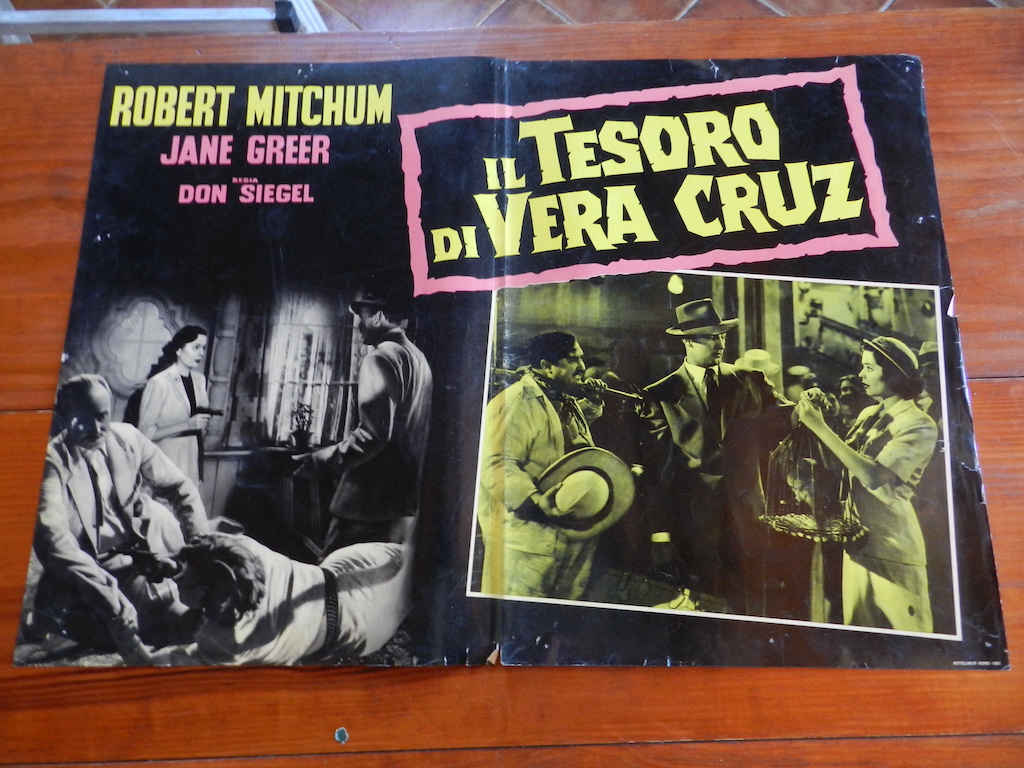 ROBERT MITCHUM
JANE GREER
REGIA
DON SIEGEL
IL TESORO
DI VERA CRUZ